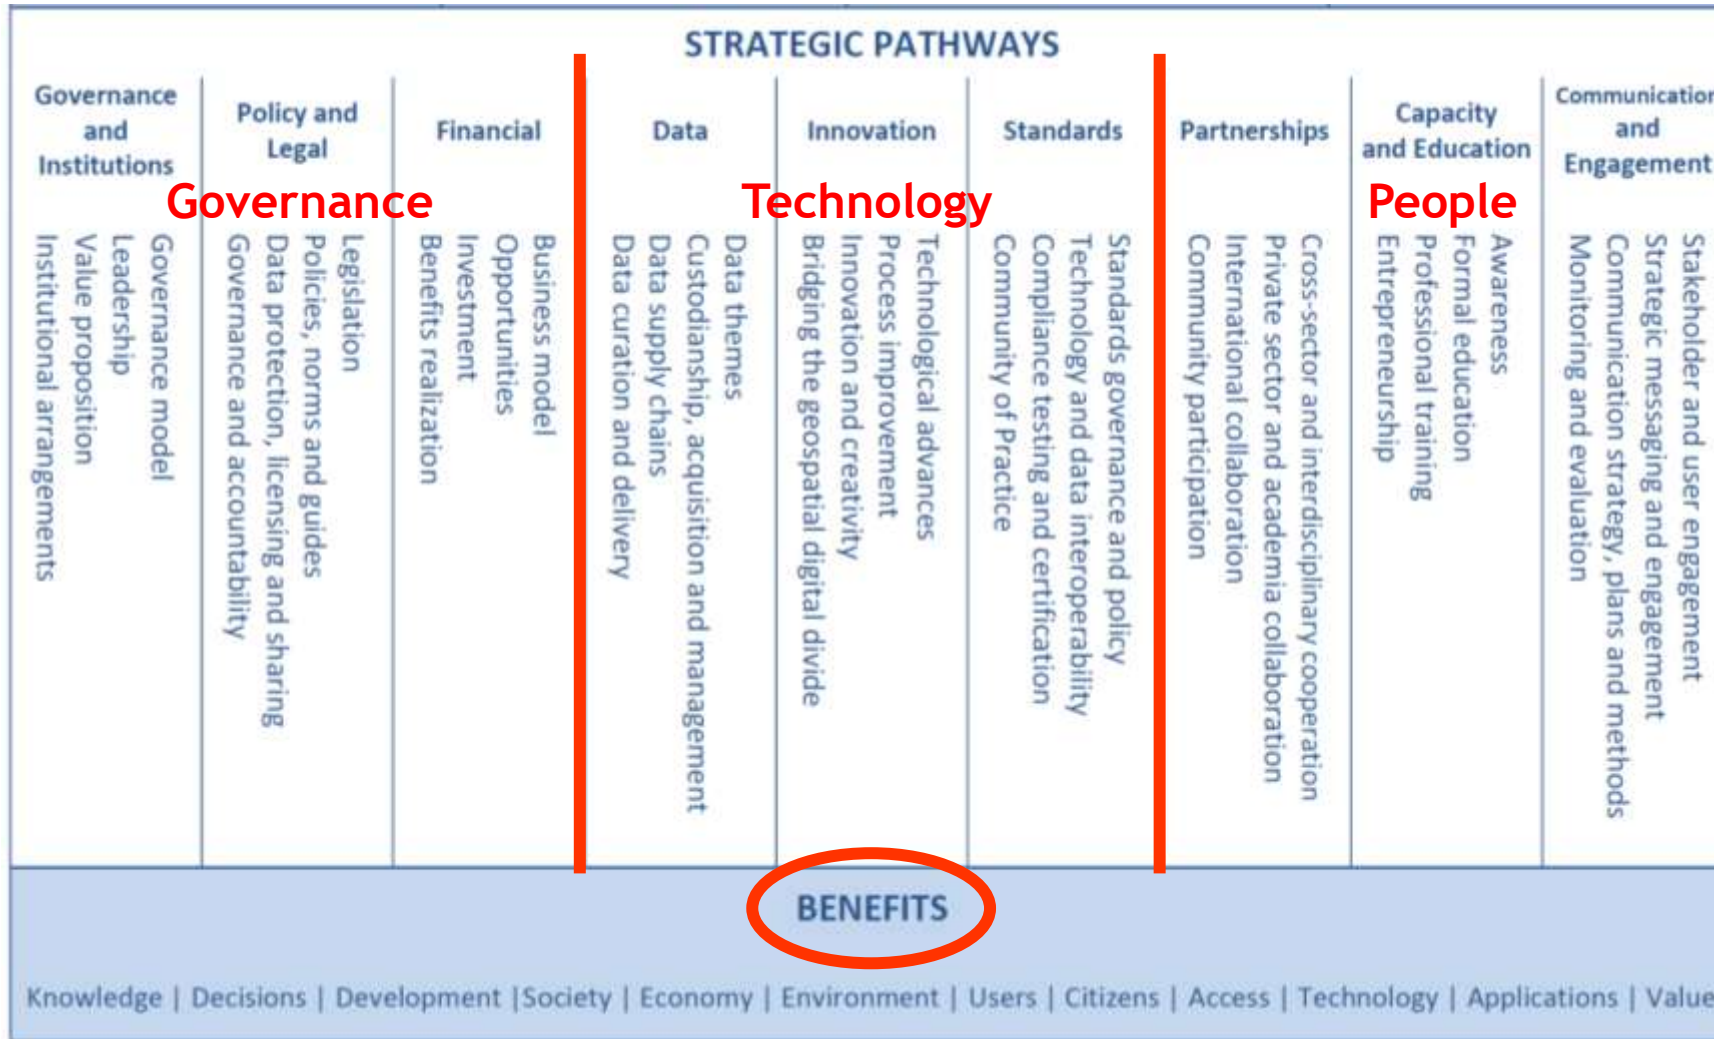 STRATEGIC PATHWAYS
Governance
and
Institutions
Governance model
Leadership
Value proposition
Institutional arrangements
Policy and
Legal
Legislation
Policies, norms and guides
Data protection, licensing and sharing
Governance and accountability
Financial
Business model
Opportunities
Investment
Benefits realization
Governance
Data
Data themes
Custodianship, acquisition and management
Data supply chains
Data curation and delivery
Innovation
Technological advances
Process improvement
Innovation and creativity
Bridging the geospatial digital divide
Standards
Standards governance and policy
Technology and data interoperability
Compliance testing and certification
Community of Practice
Technology
Partnerships
Cross-sector and interdisciplinary cooperation
Private sector and academia collaboration
International collaboration
Community participation
Capacity
and Education
Awareness
Formal education
Professional training
Entrepreneurship
Communication
and
Engagement
Stakeholder and user engagement
Strategic messaging and engagement
Communication strategy, plans and methods
Monitoring and evaluation
People
BENEFITS
Knowledge | Decisions | Development |Society | Economy | Environment | Users | Citizens | Access | Technology | Applications | Value